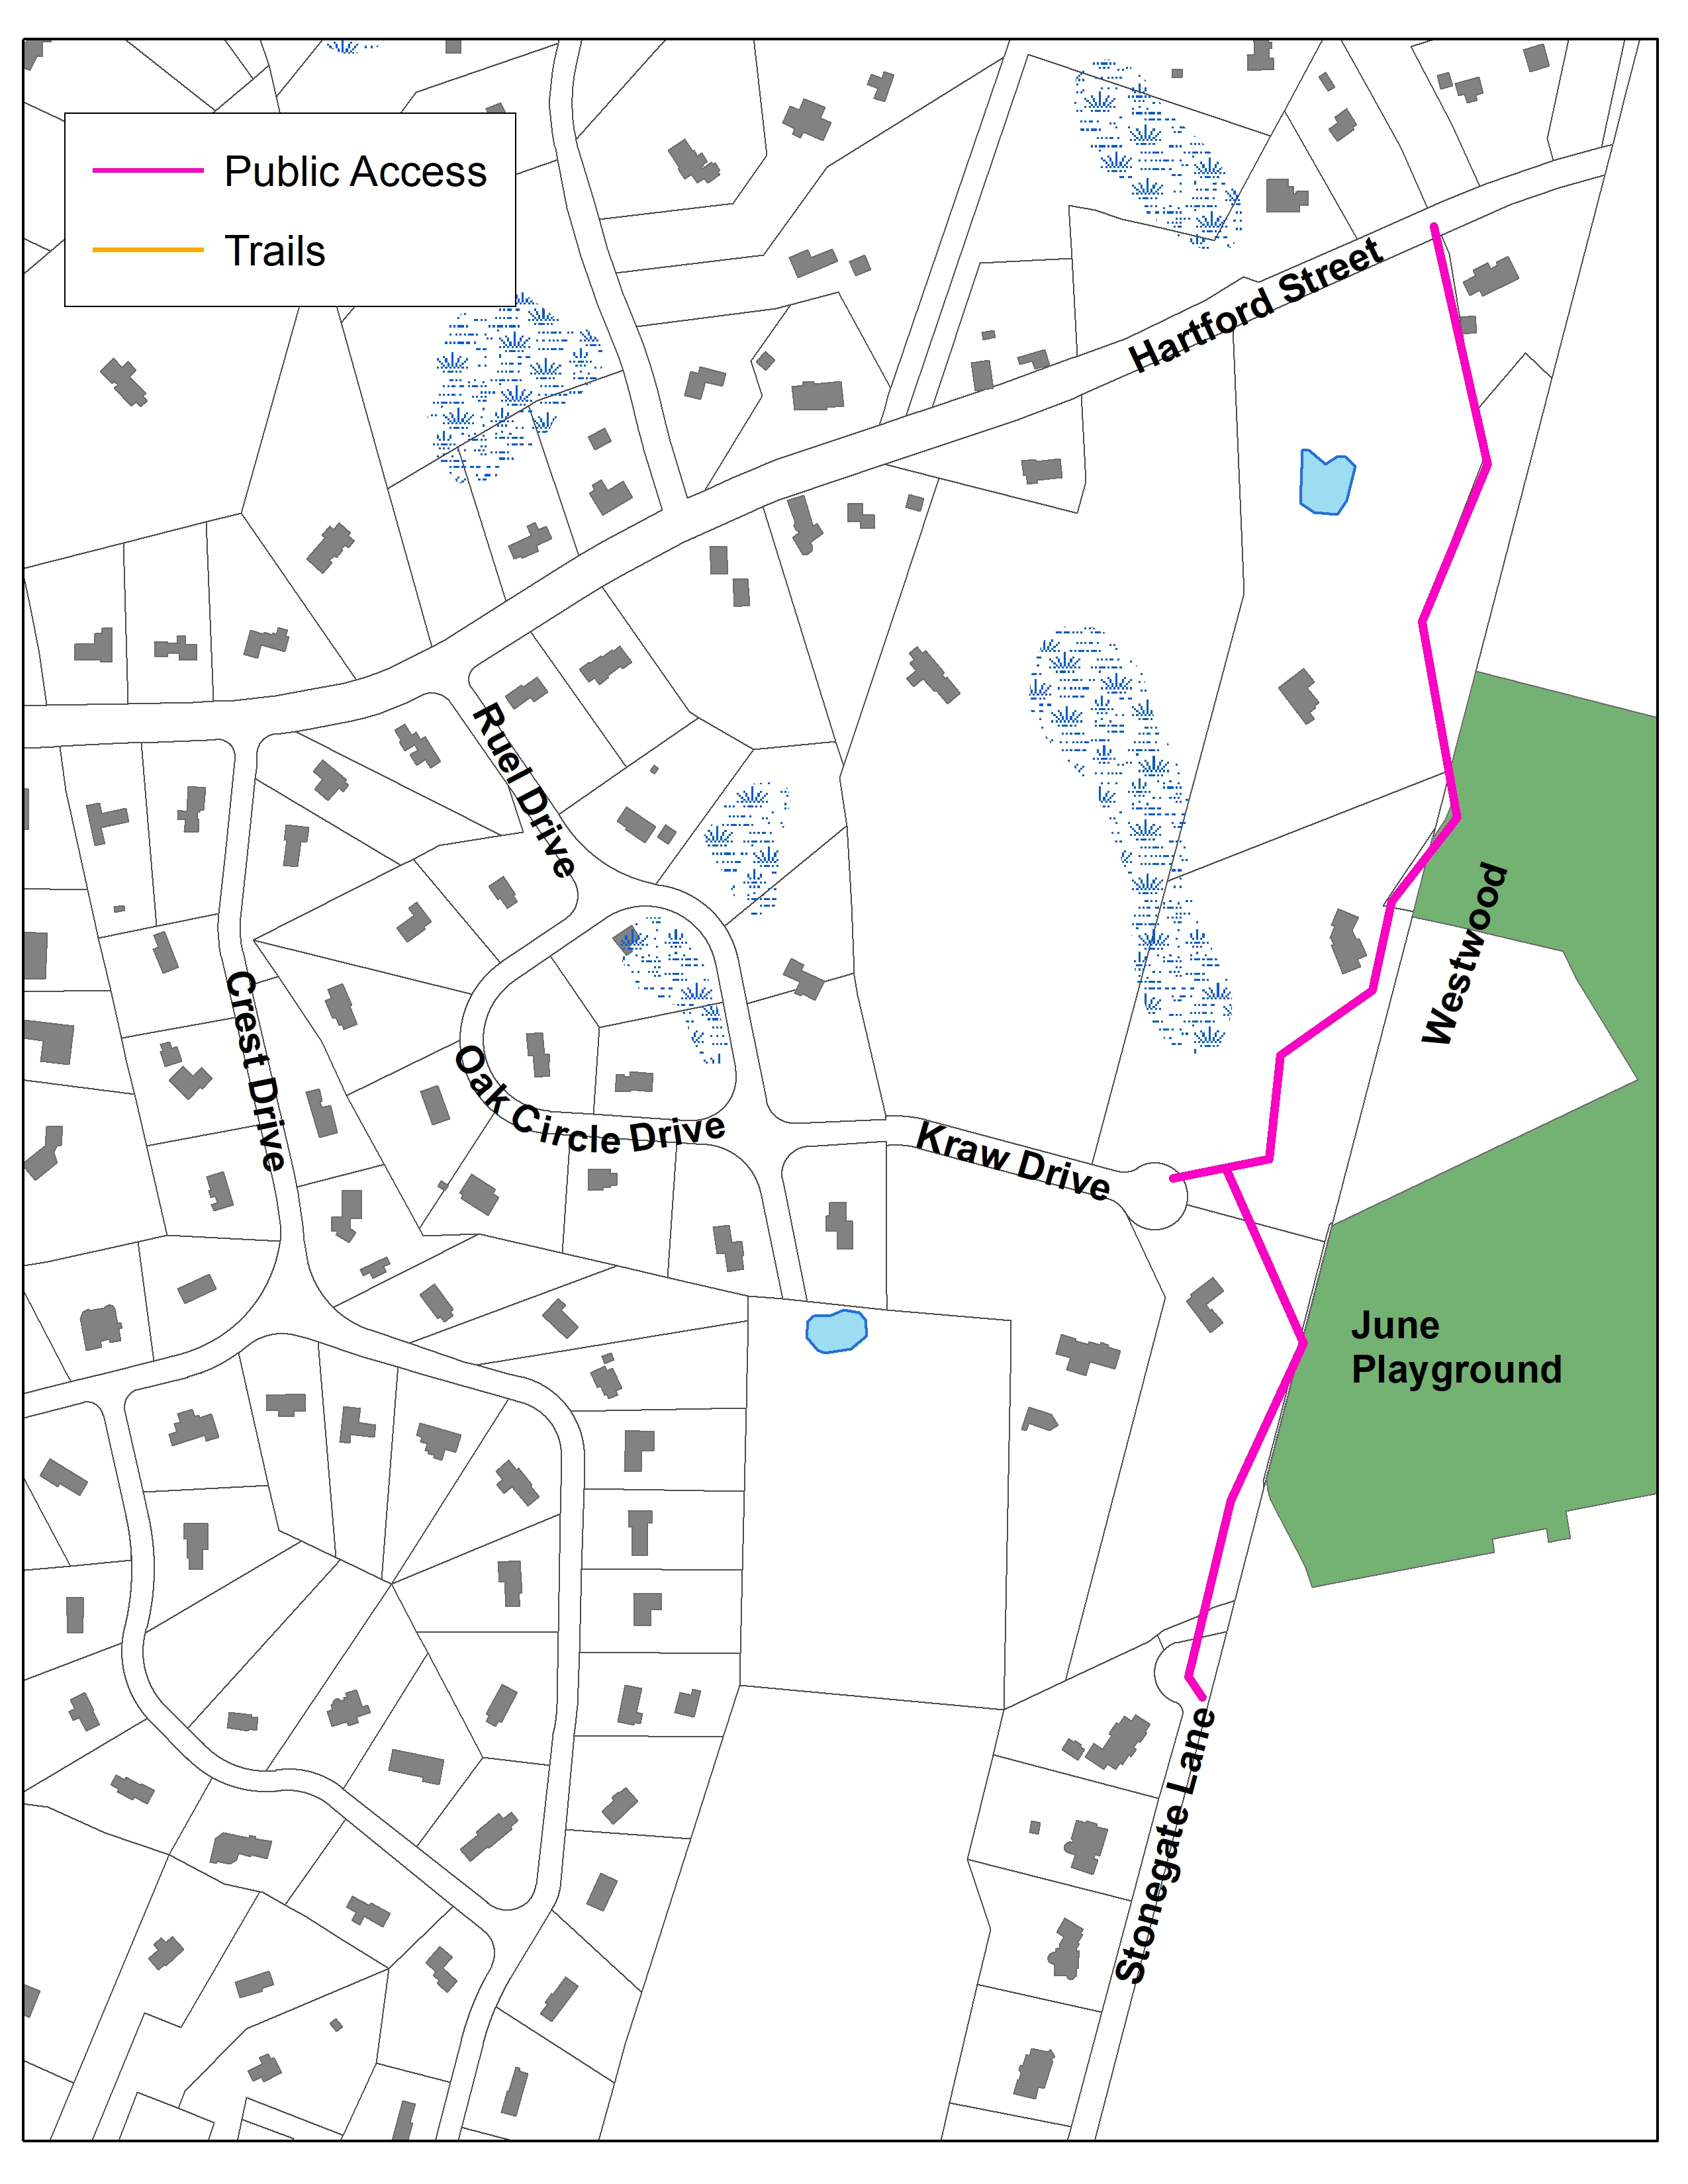 Public Access
Trails
Hartford Street
Ruel Drive
Westwood
Crest Drive
Oak Circle Drive
Kraw Drive
June
Playground
Stonegate Lane